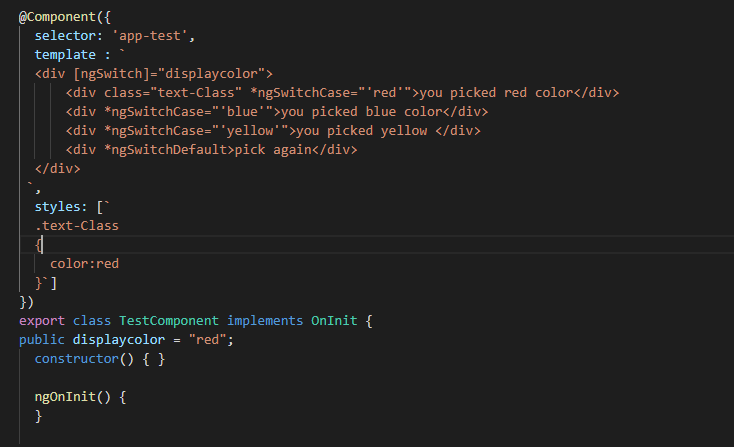 @Component({
  selector: 'app-test',
  template : `
  <div [ngSwitch]="displaycolor">
      <div class="text-Class" *ngSwitchCase="'red'">you picked red color</div>
      <div *ngSwitchCase="'blue'">you picked blue color</div>
      <div *ngSwitchCase="'yellow'">you picked yellow </div>
      <div *ngSwitchDefault>pick again</div>
  </div>
 `,
  styles: [`
  .text-Class
  {
    color:red
  }`]
})
export class TestComponent implements OnInit {
public displaycolor = "red";
  constructor() { }

  ngOnInit() {
  }